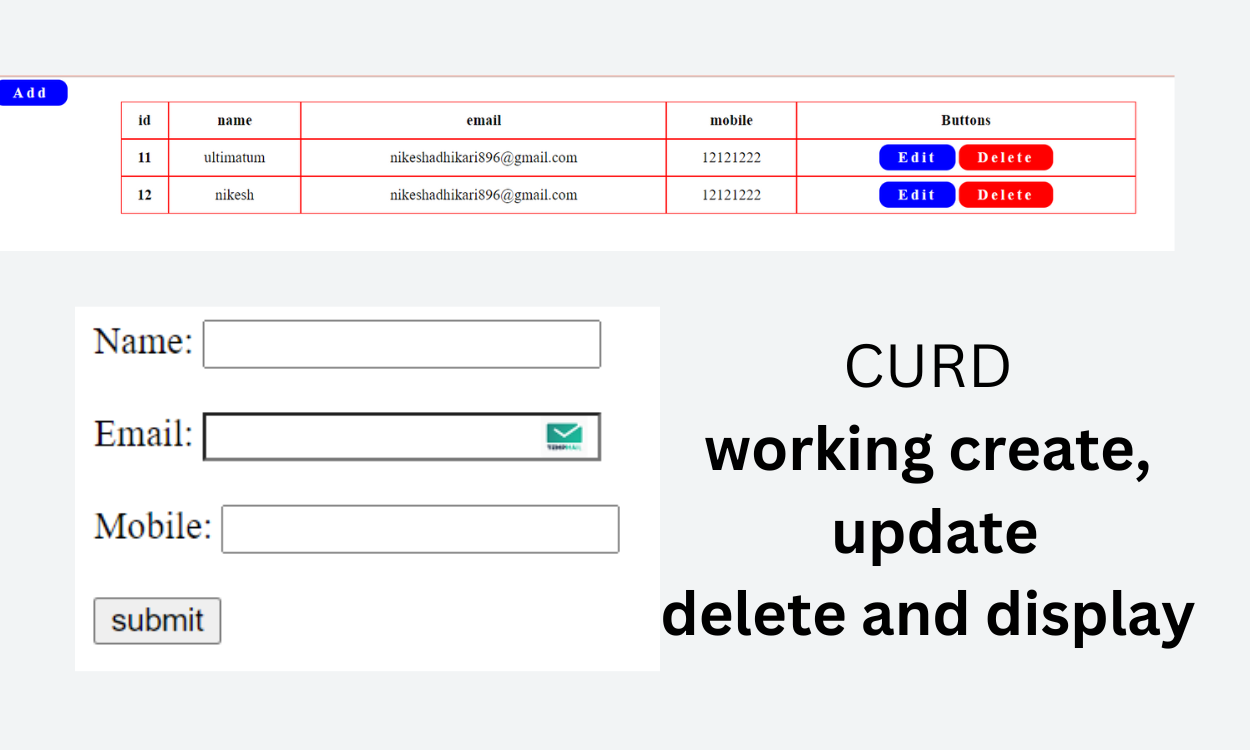 Add
id name email mobile Buttons
11 ultimatum nikeshadhikari896@gmail.com 12121222 Edit Delete
12 nikesh nikeshadhikari896@gmail.com 12121222 Edit Delete
Name:
Email: TEMPMAIL
Mobile:
submit
CURD
working create,
update
delete and display